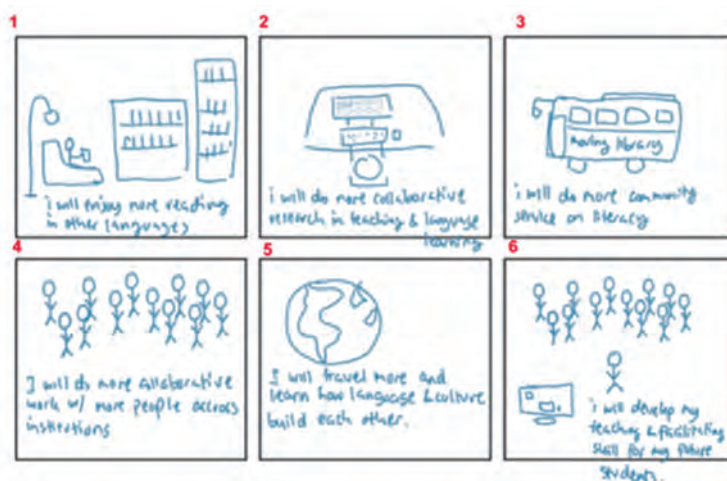 1
i will enjoy more reading
in other languages
2
i will do more collaborative
research in teaching & language
learning
3
moving library
i will do more community
service on literacy
4
I will do more collaborative
work w/ more people accross
institutions
5
I will travel more and
learn how language & culture
build each other.
6
i will develop my
teaching & facilitating
skill for my future
students.